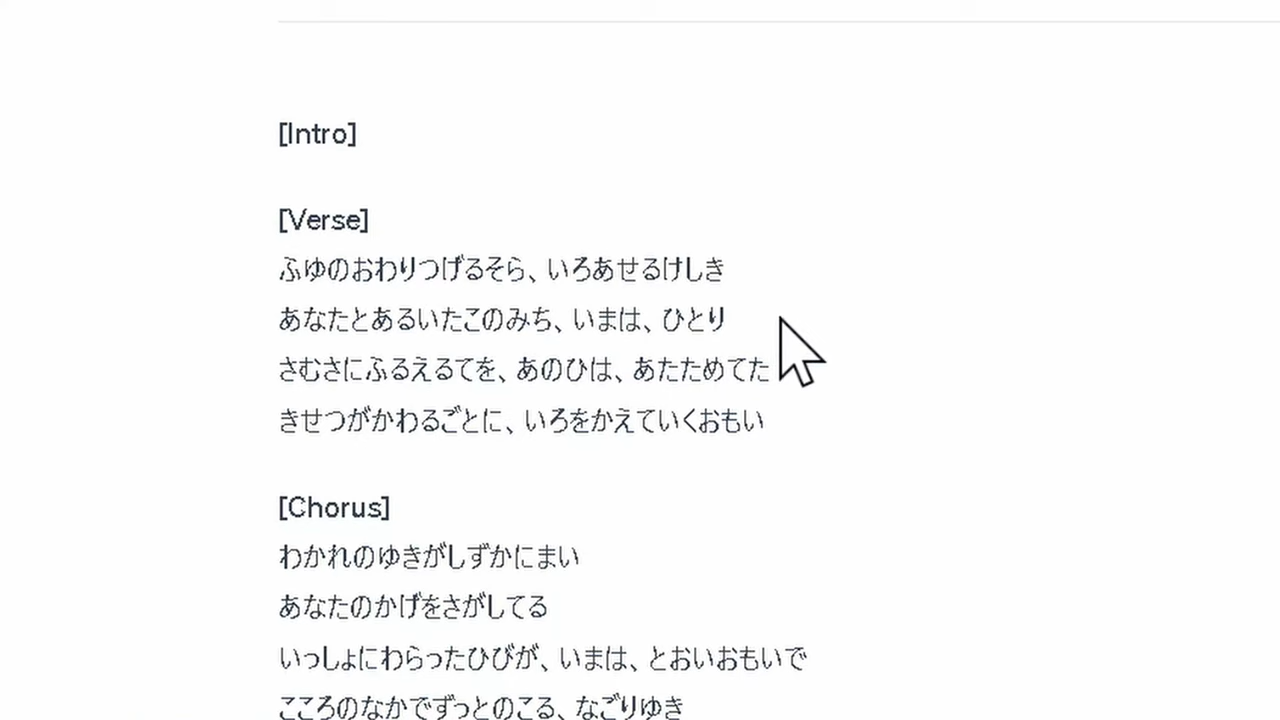 [Intro]
[Verse]
ふゆのおわりつげるそら、いろあせるけしき
あなたとあるいたこのみち、いまは、ひとり
さむさにふるえるてを、あのひは、あたためてた
きせつがかわるごとに、いろをかえていくおもい
[Chorus]
わかれのゆきがしずかにまい
あなたのかげをさがしてる
いっしょにわらったひびが、いまは、とおいおもいで
こころのなかでずっとのこる、なごりゆき